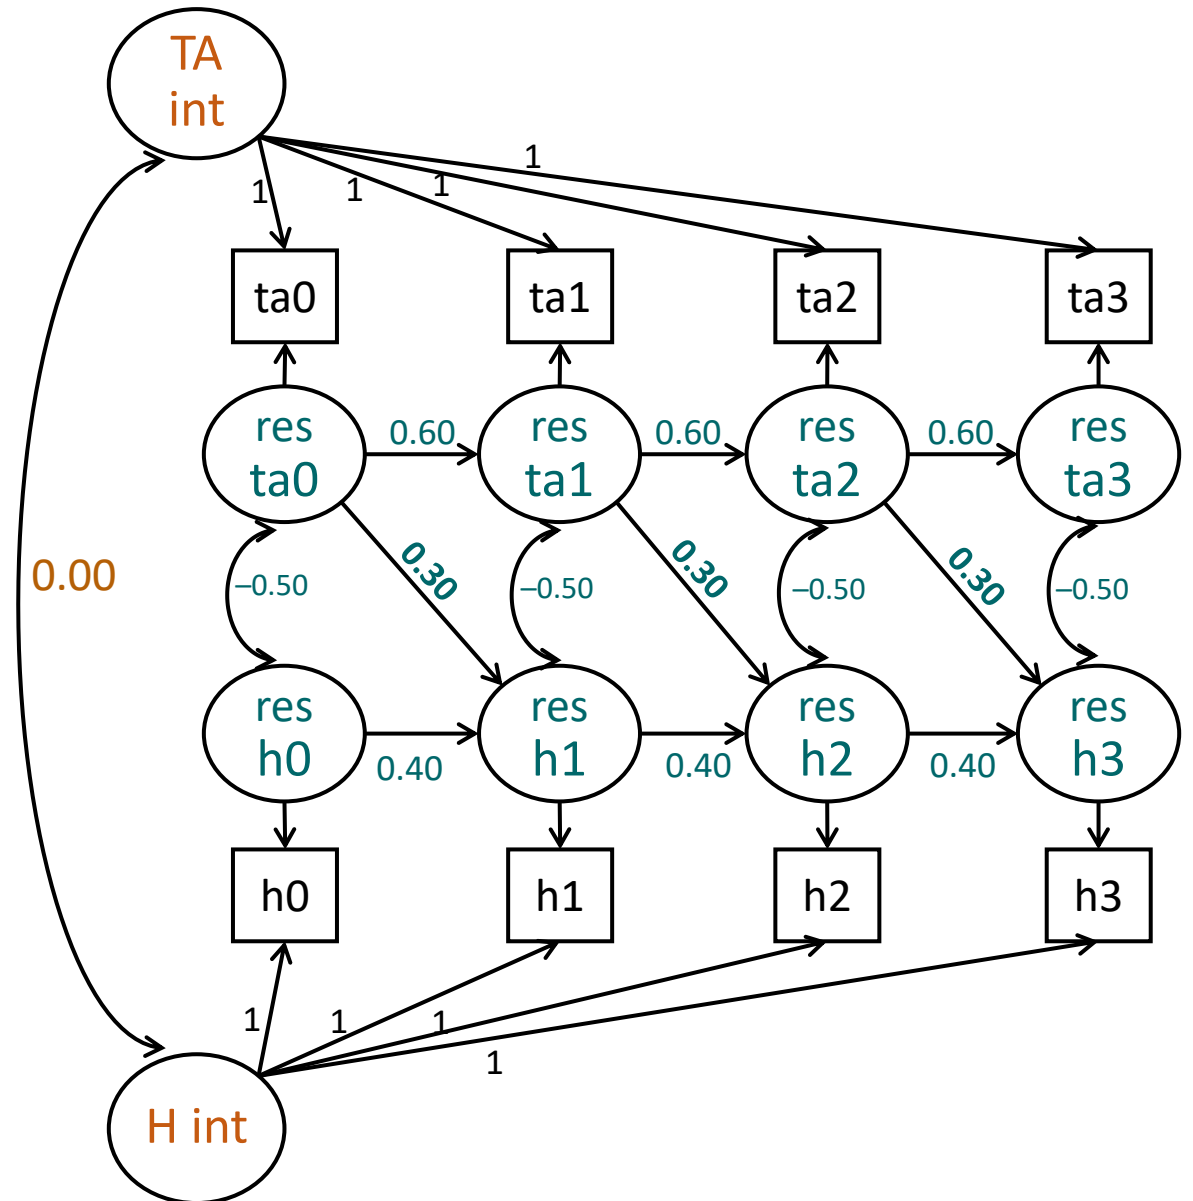 TA
int
1
1
1
1
ta0
ta1
ta2
ta3
res
ta0
0.60
res
ta1
0.60
res
ta2
0.60
res
ta3
0.00
–0.50
0.30
–0.50
0.30
–0.50
0.30
–0.50
res
h0
0.40
res
h1
0.40
res
h2
0.40
res
h3
h0
h1
h2
h3
1
1
1
1
H int